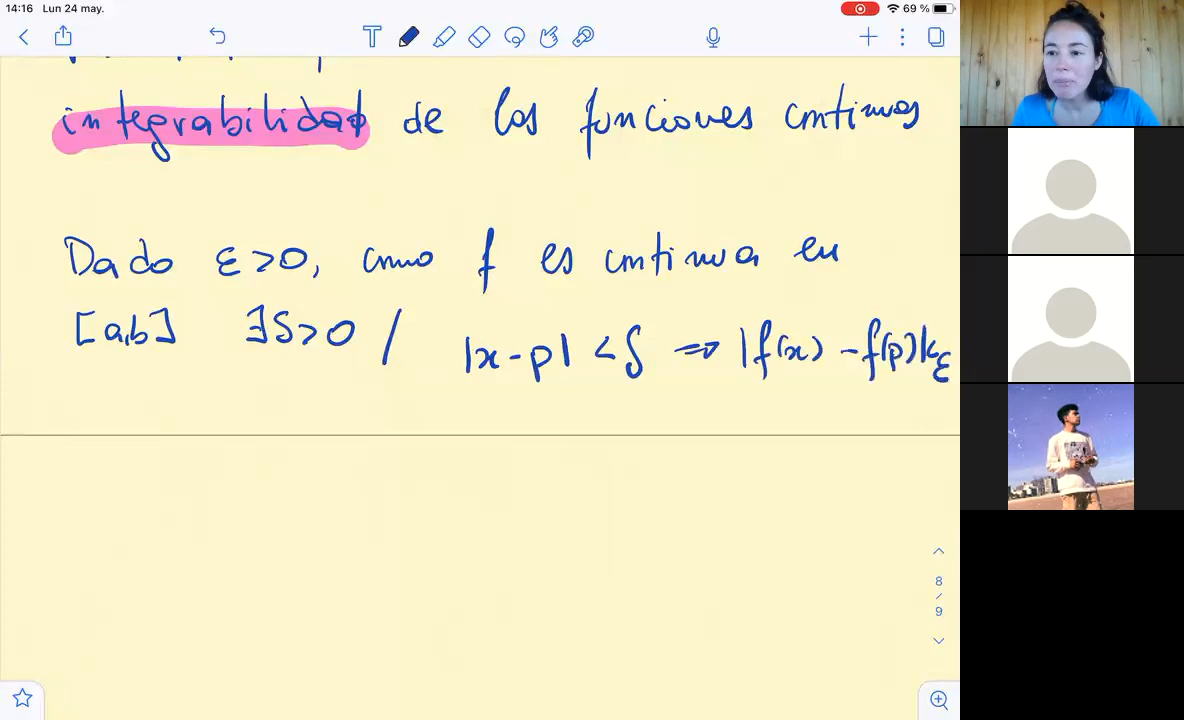 14:16 Lun 24 may. 69 %
integrabilidad de las funciones continuas
Dado ε>0, como f es continua en
[a,b] ∃δ>0 / |x-p| <δ ⇒ |f(x) -f(p)|<ε
8
/
9